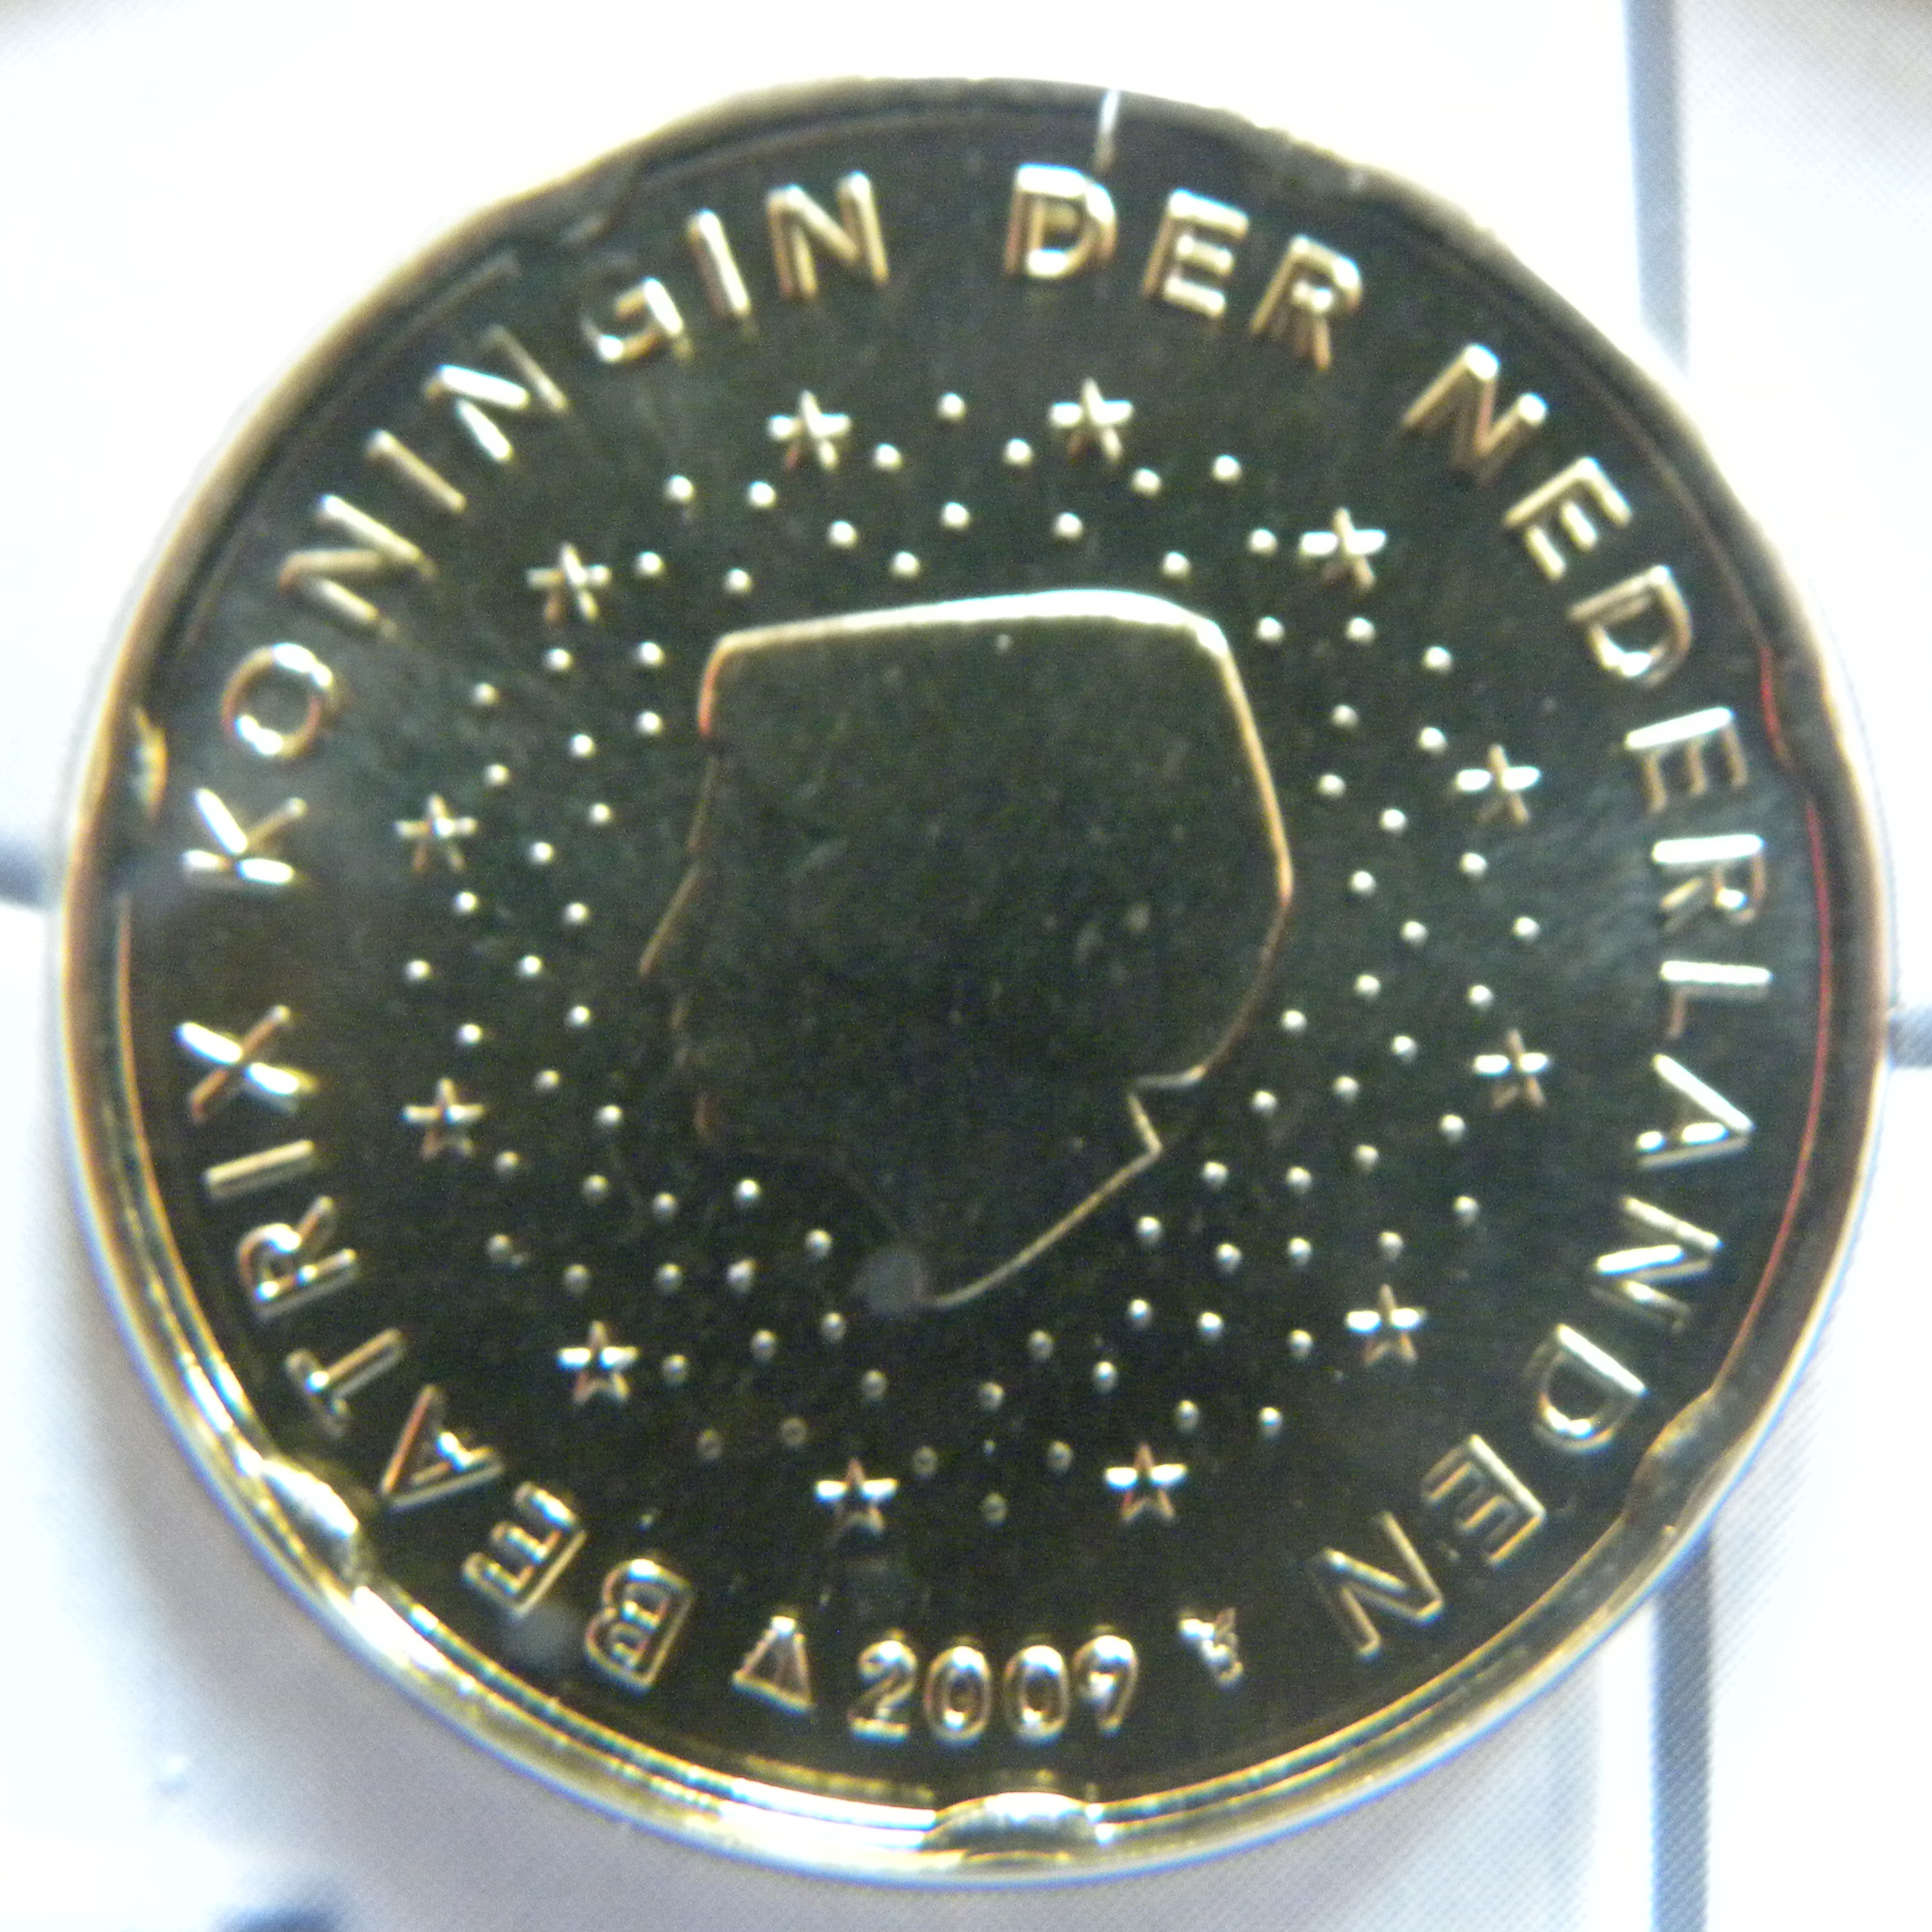 BEATRIX KONINGIN DER NEDERLANDEN
2009